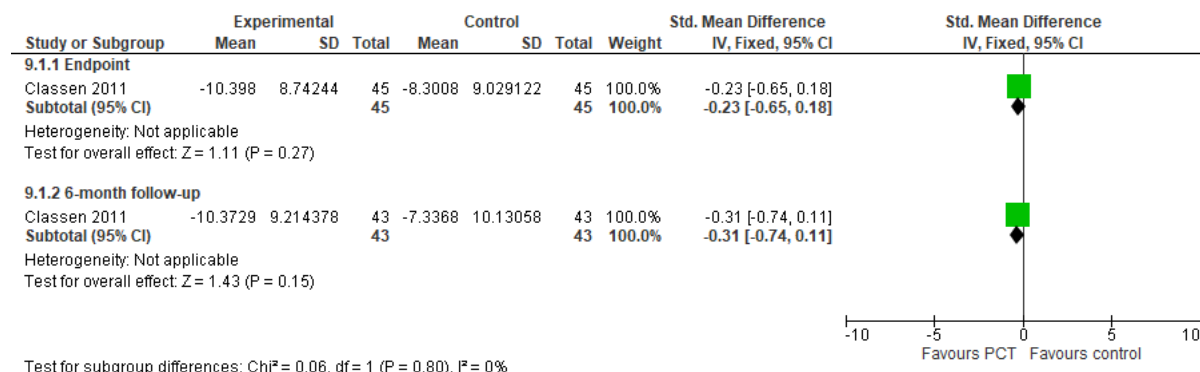 Experimental Control Std. Mean Difference Std. Mean Difference
Study or Subgroup Mean SD Total Mean SD Total Weight IV, Fixed, 95% CI IV, Fixed, 95% CI
9.1.1 Endpoint
Classen 2011 -10.398 8.74244 45 -8.3008 9.029122 45 100.0% -0.23 [-0.65, 0.18]
Subtotal (95% CI) 45 45 100.0% -0.23 [-0.65, 0.18]
Heterogeneity: Not applicable
Test for overall effect: Z = 1.11 (P = 0.27)
9.1.2 6-month follow-up
Classen 2011 -10.3729 9.214378 43 -7.3368 10.13058 43 100.0% -0.31 [-0.74, 0.11]
Subtotal (95% CI) 43 43 100.0% -0.31 [-0.74, 0.11]
Heterogeneity: Not applicable
Test for overall effect: Z = 1.43 (P = 0.15)
-10 -5 0 5 10
Favours PCT Favours control
Test for subgroup differences: Chi² = 0.06, df = 1 (P = 0.80), I² = 0%